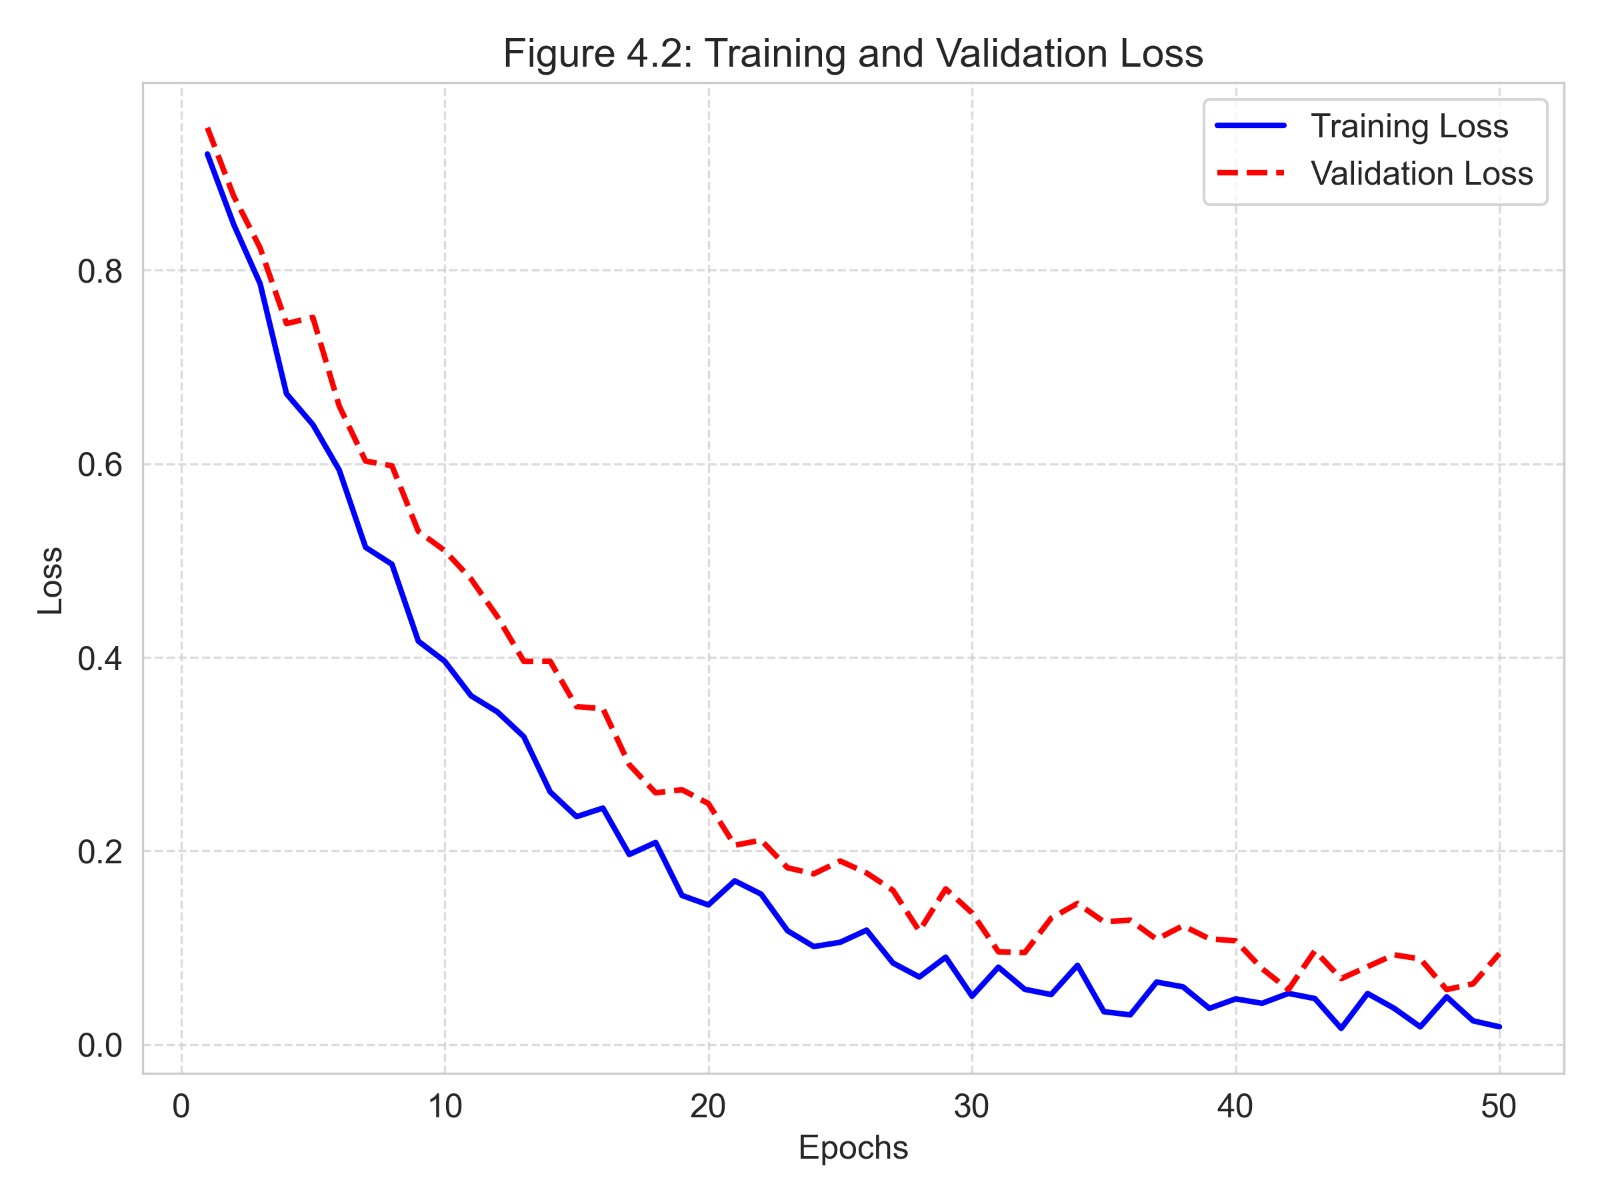 Figure 4.2: Training and Validation Loss
Training Loss
Validation Loss
0.8
0.6
0.4
0.2
0.0
Loss
0
10
20
30
40
50
Epochs